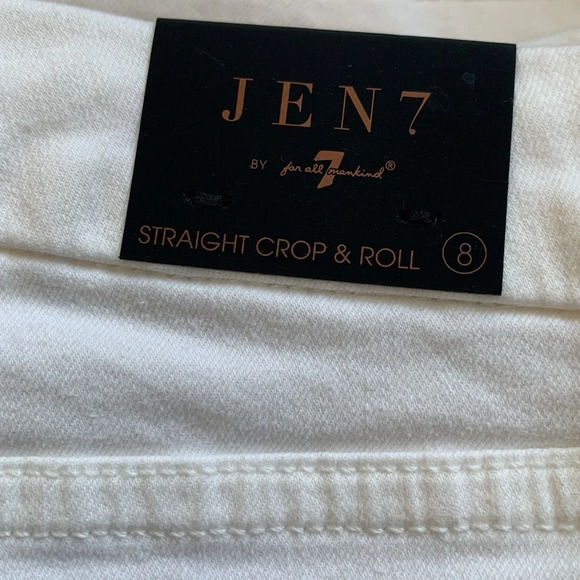 JEN7
BY for all 7 mankind®
STRAIGHT CROP & ROLL 8